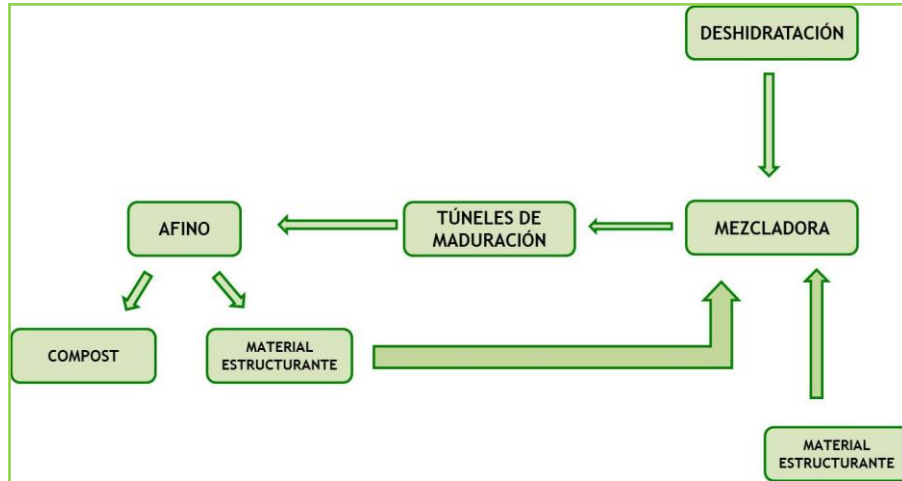 DESHIDRATACIÓN
AFINO
TÚNELES DE
MADURACIÓN
MEZCLADORA
COMPOST
MATERIAL
ESTRUCTURANTE
MATERIAL
ESTRUCTURANTE